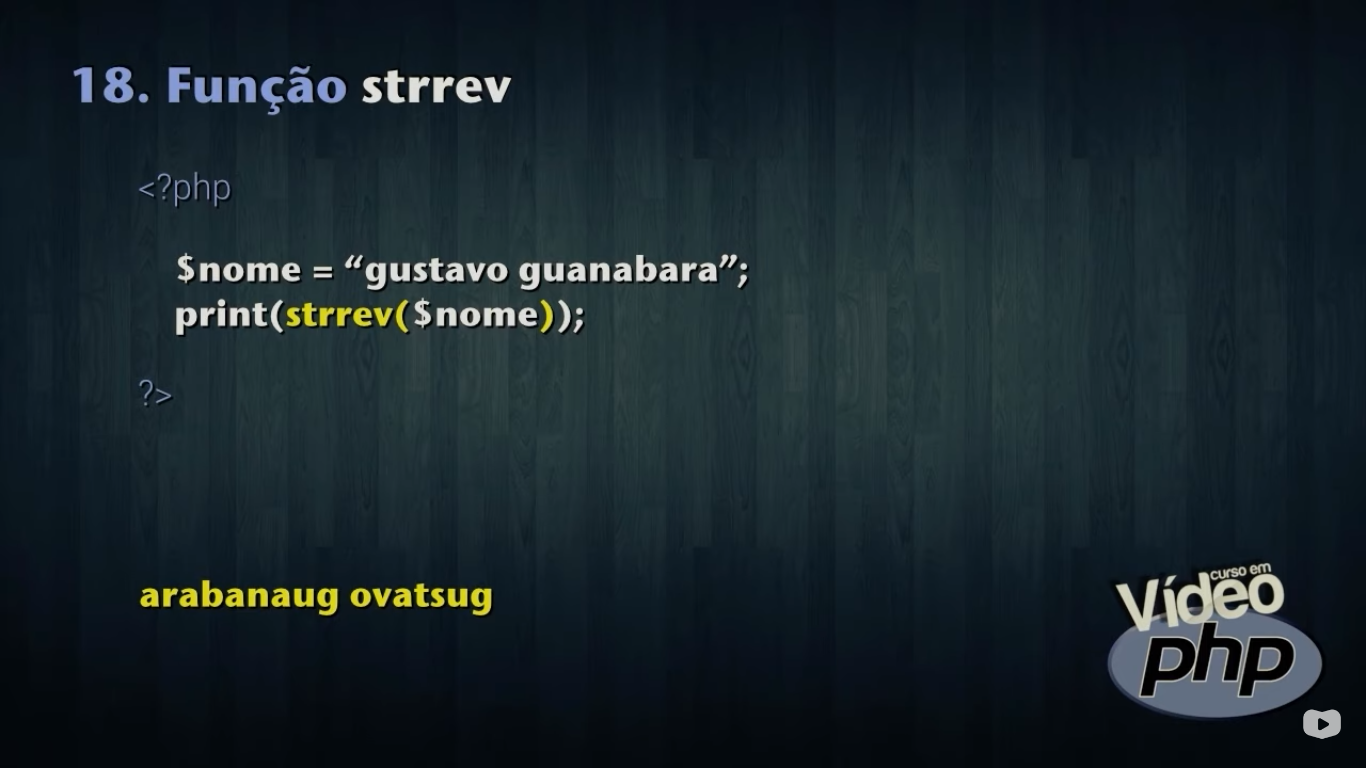 18. Função strrev
<?php
$nome = “gustavo guanabara”;
print(strrev($nome));
?>
arabanaug ovatsug
curso em
Vídeo
php